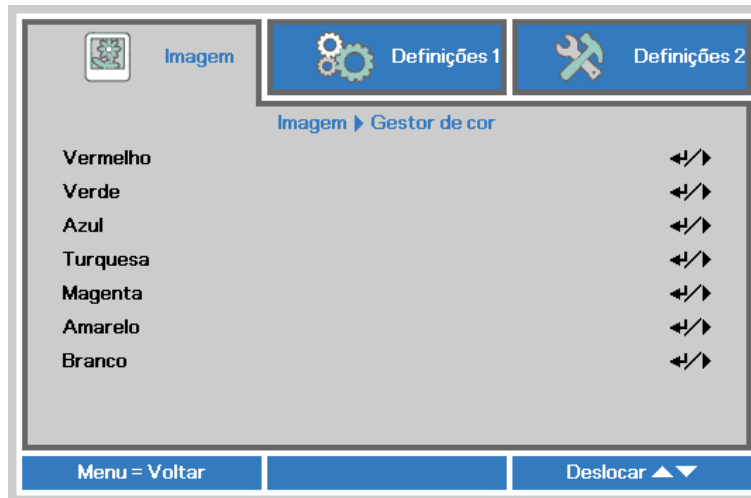 Imagem
Definições 1
Definições 2
Imagem ▶ Gestor de cor
Vermelho ↵/▶
Verde ↵/▶
Azul ↵/▶
Turquesa ↵/▶
Magenta ↵/▶
Amarelo ↵/▶
Branco ↵/▶
Menu = Voltar
Deslocar ▲▼